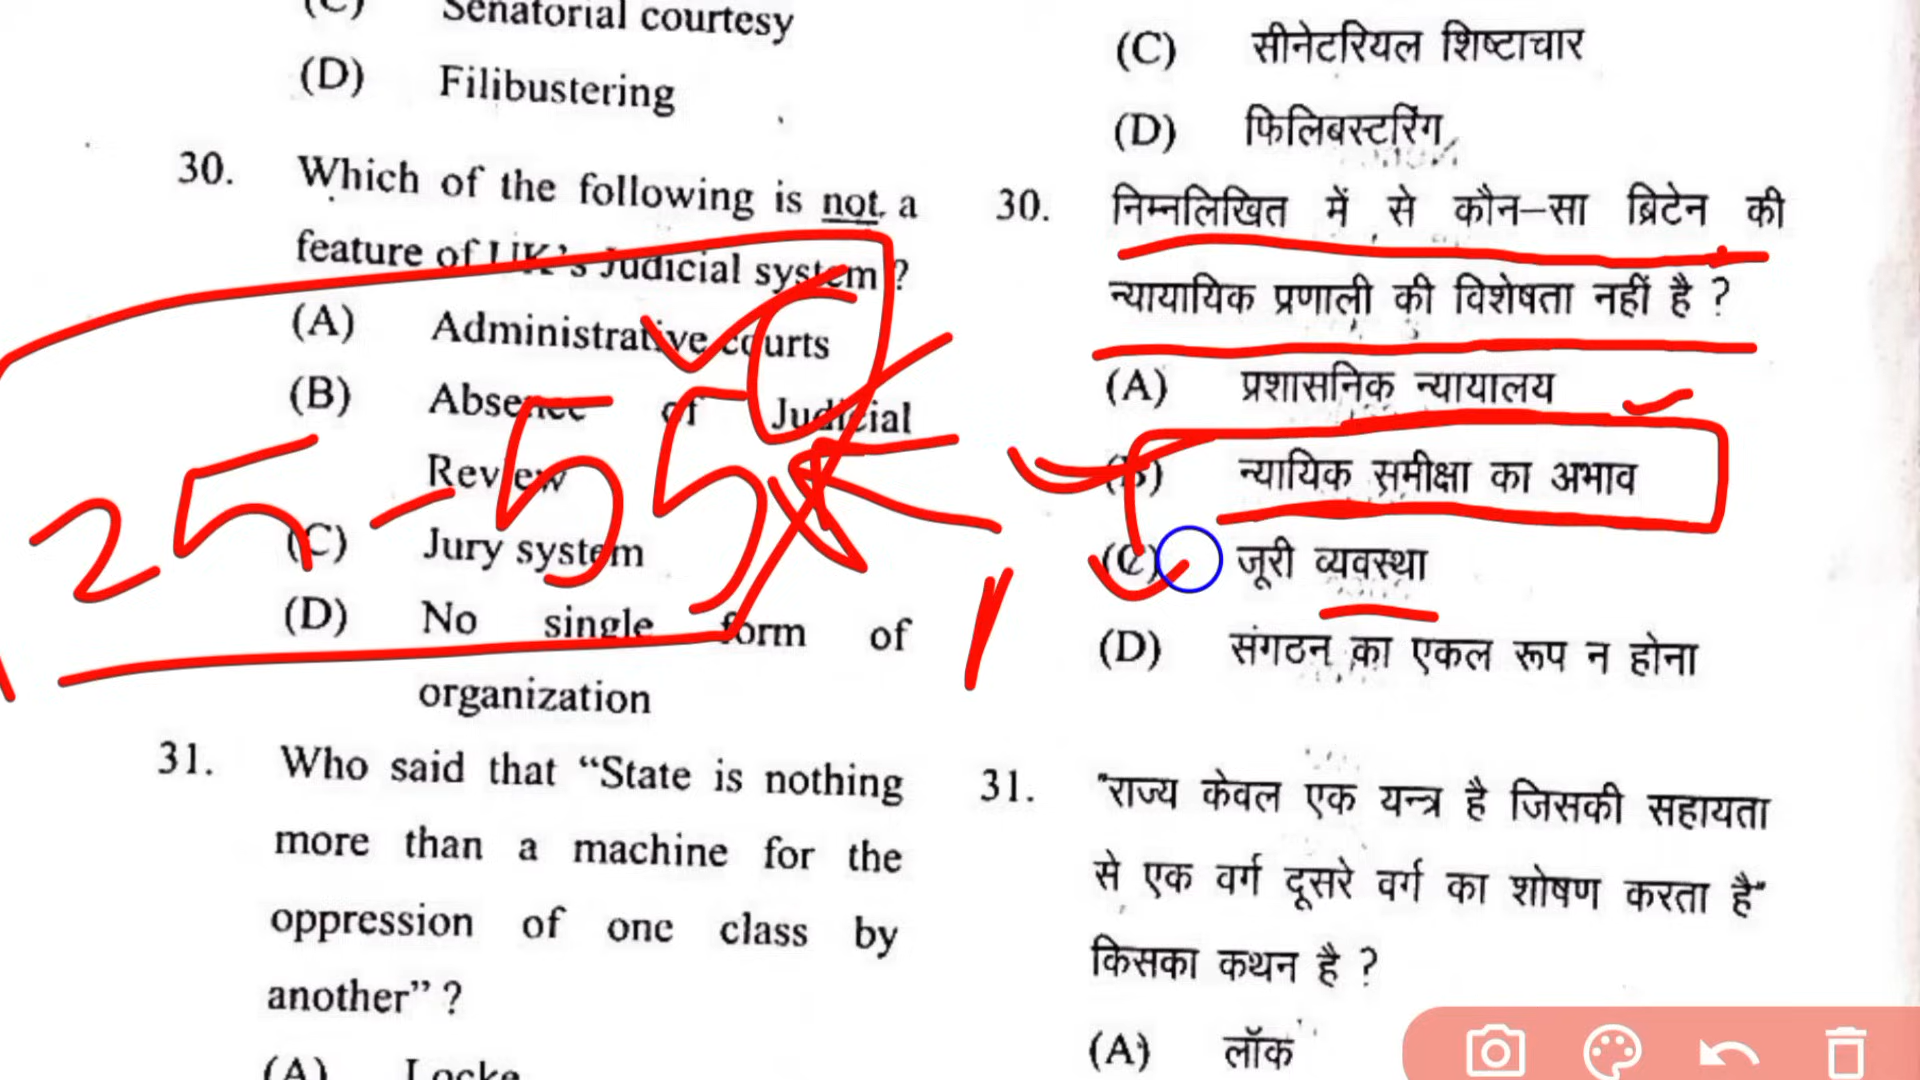 (C) Senatorial courtesy
(D) Filibustering
30. Which of the following is not a
feature of UK's Judicial system ?
(A) Administrative courts
(B) Absence of Judicial
Review
(C) Jury system
(D) No single form of
organization
31. Who said that “State is nothing
more than a machine for the
oppression of one class by
another” ?
(A) Locke
(C) सीनेटरियल शिष्टाचार
(D) फिलिबस्टरिंग
30. निम्नलिखित में से कौन-सा ब्रिटेन की
न्यायायिक प्रणाली की विशेषता नहीं है ?
(A) प्रशासनिक न्यायालय
(B) न्यायिक समीक्षा का अभाव
(C) जूरी व्यवस्था
(D) संगठन का एकल रूप न होना
31. "राज्य केवल एक यन्त्र है जिसकी सहायता
से एक वर्ग दूसरे वर्ग का शोषण करता है"
किसका कथन है ?
(A) लॉक
25-55